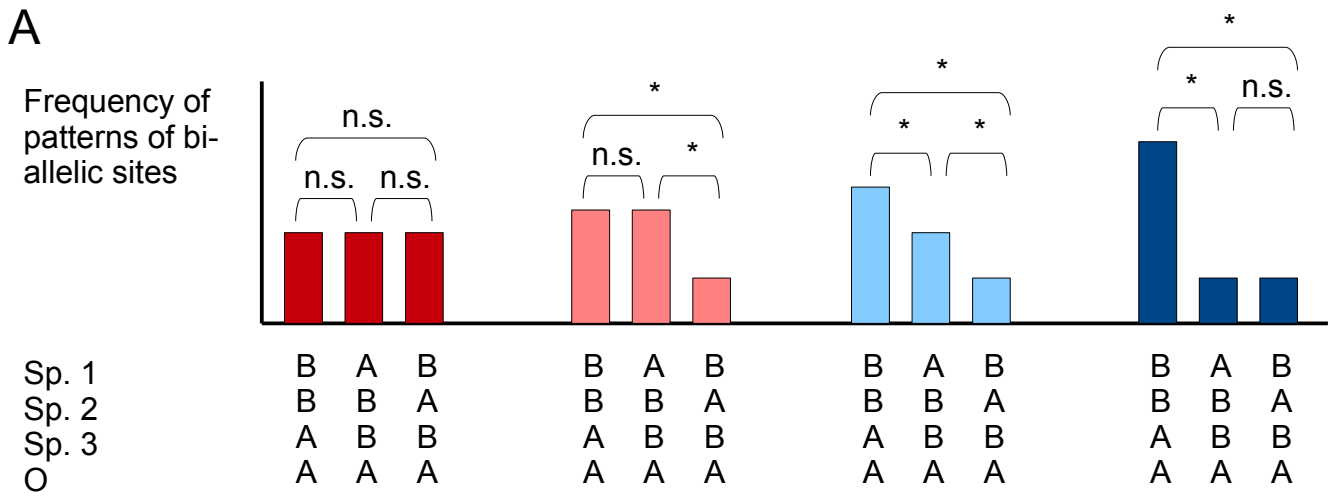 A
Frequency of
patterns of bi-
allelic sites
n.s.
n.s. n.s.
*
n.s. *
*
* *
*
* n.s.
Sp. 1 B A B B A B B A B B A B
Sp. 2 B B A B B A B B A B B A
Sp. 3 A B B A B B A B B A B B
O A A A A A A A A A A A A